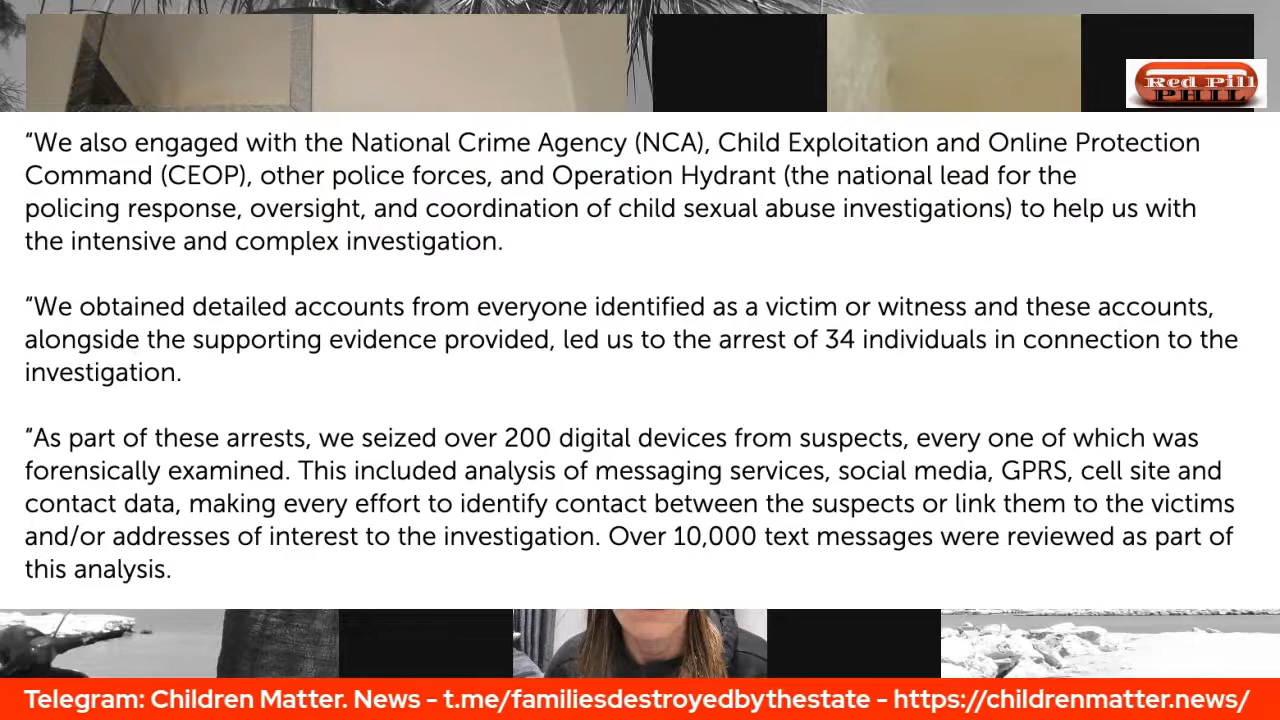 Red Pill
PHIL
“We also engaged with the National Crime Agency (NCA), Child Exploitation and Online Protection
Command (CEOP), other police forces, and Operation Hydrant (the national lead for the
policing response, oversight, and coordination of child sexual abuse investigations) to help us with
the intensive and complex investigation.
“We obtained detailed accounts from everyone identified as a victim or witness and these accounts,
alongside the supporting evidence provided, led us to the arrest of 34 individuals in connection to the
investigation.
“As part of these arrests, we seized over 200 digital devices from suspects, every one of which was
forensically examined. This included analysis of messaging services, social media, GPRS, cell site and
contact data, making every effort to identify contact between the suspects or link them to the victims
and/or addresses of interest to the investigation. Over 10,000 text messages were reviewed as part of
this analysis.
Telegram: Children Matter. News - t.me/familiesdestroyedbythestate - https://childrenmatter.news/